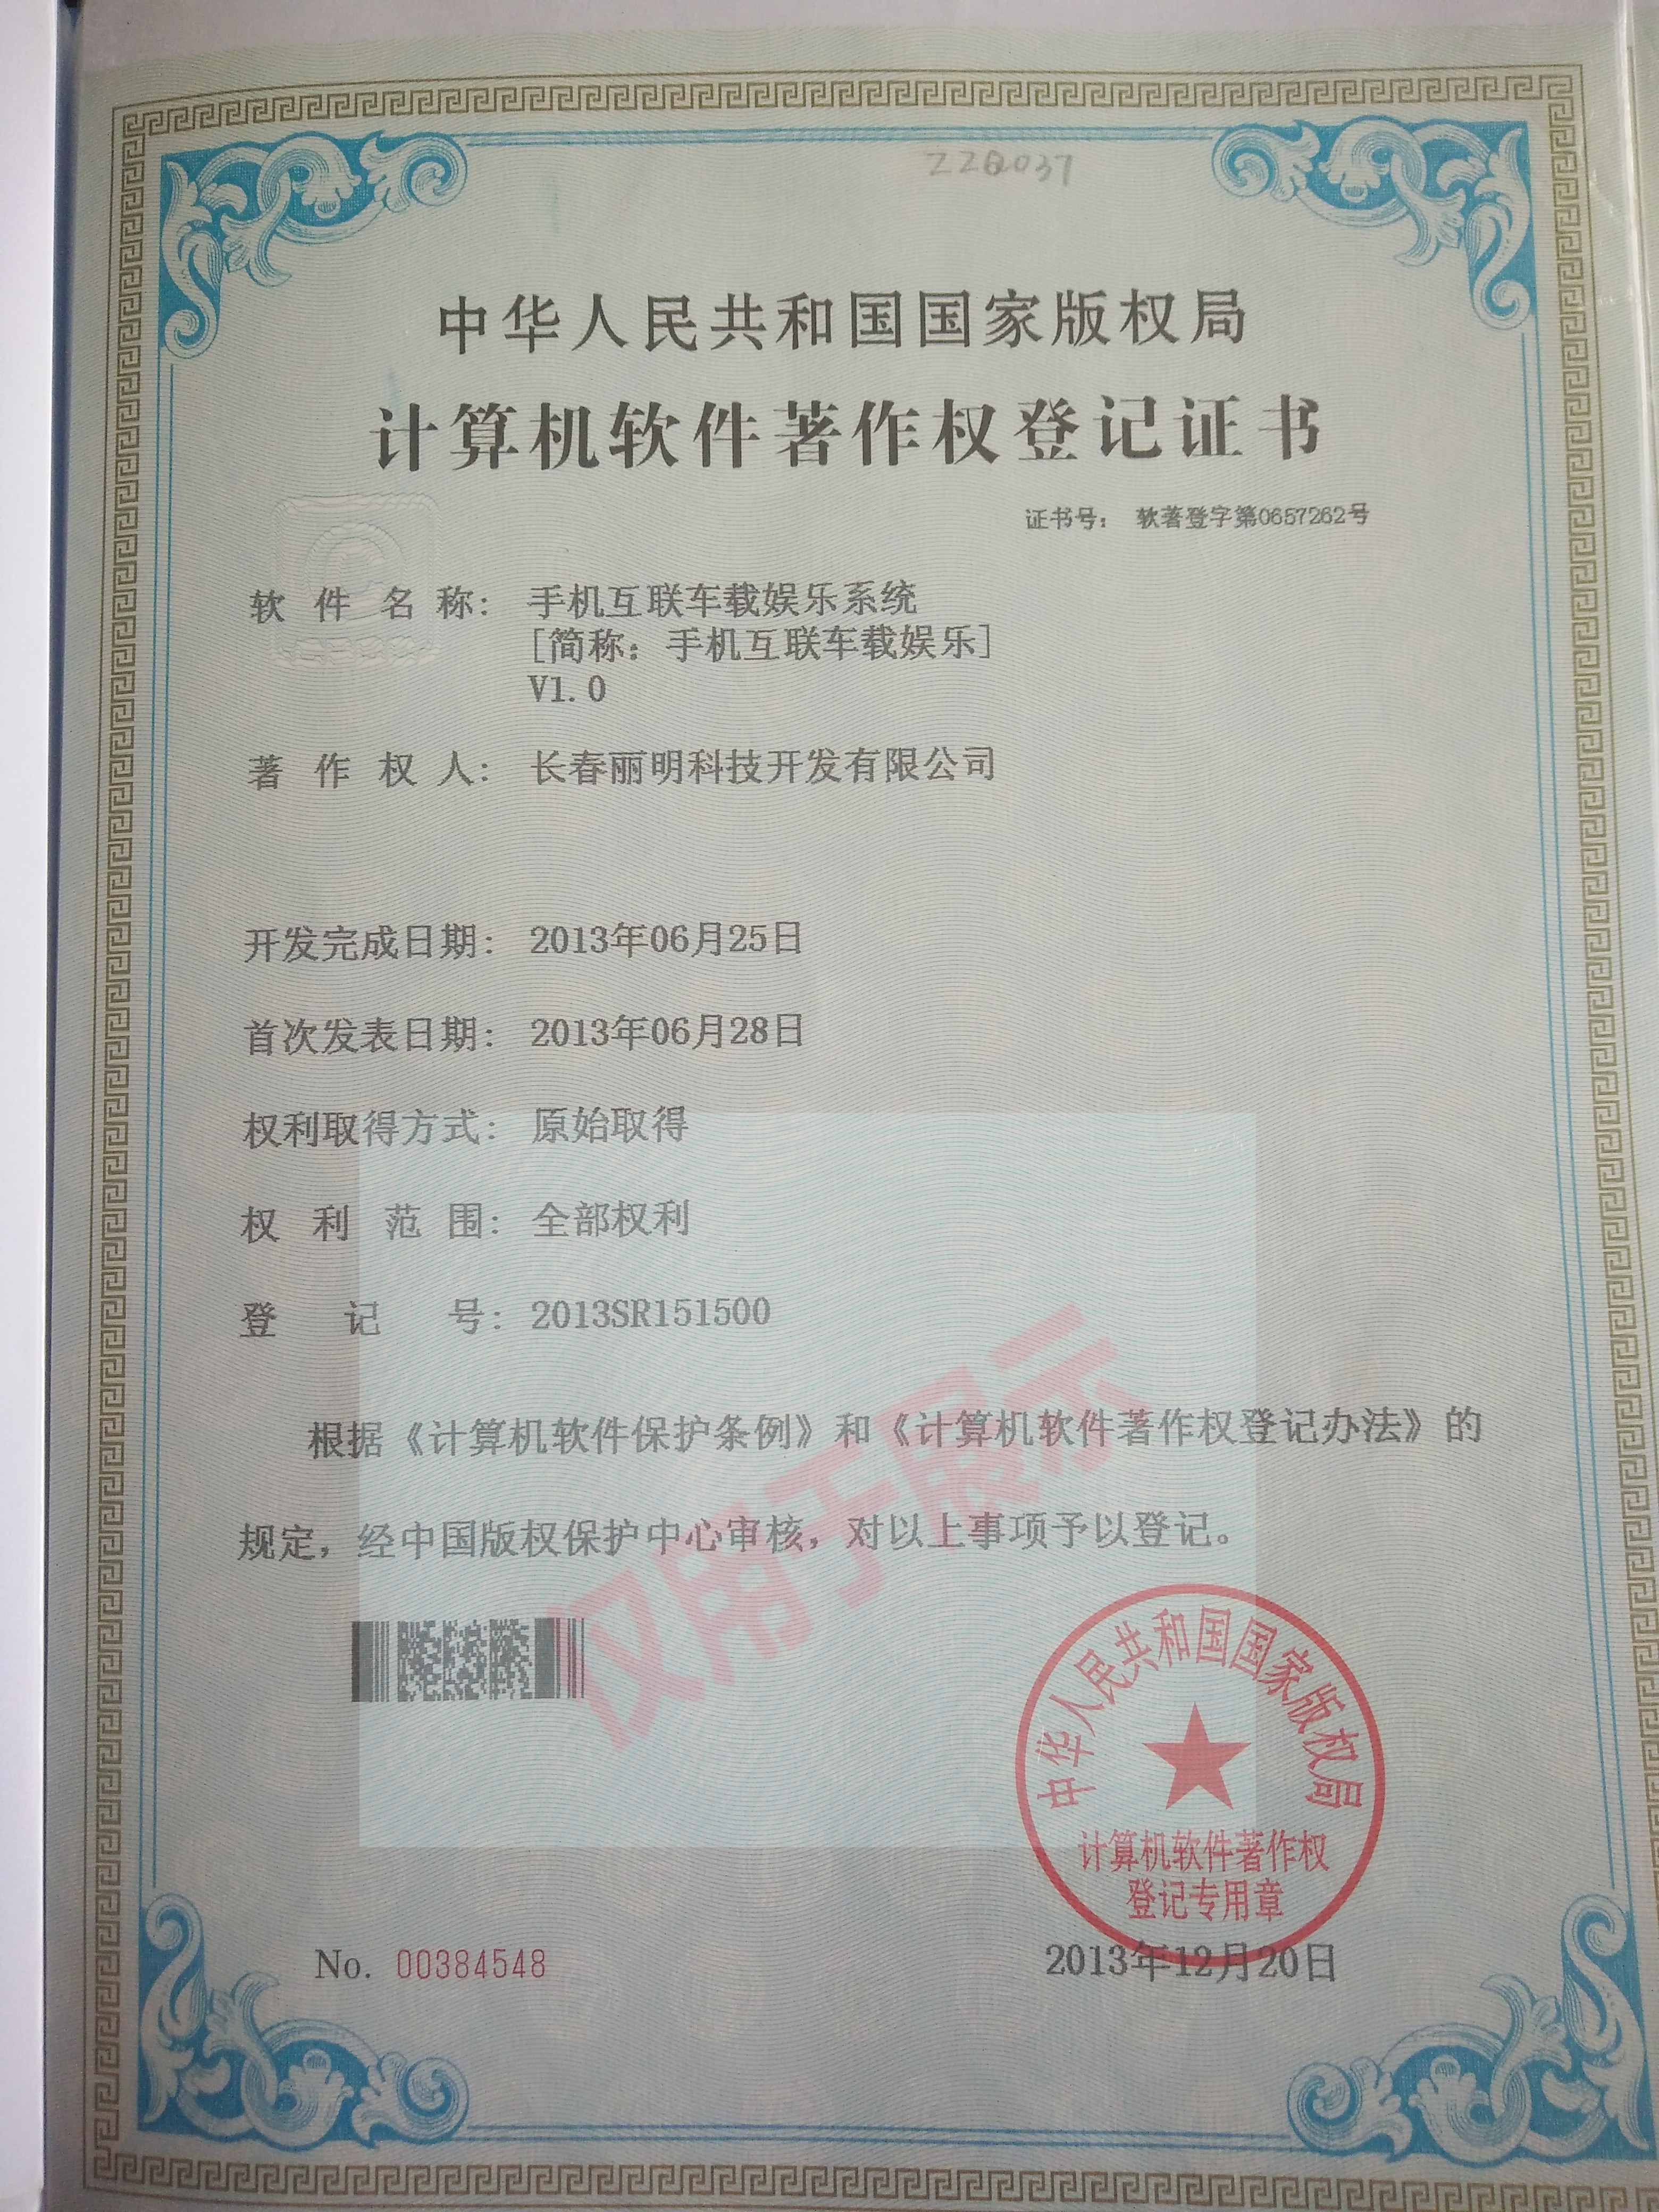 ZZQ037
中华人民共和国国家版权局
计算机软件著作权登记证书
证书号： 软著登字第0657262号
软件名称： 手机互联车载娱乐系统
[简称：手机互联车载娱乐]
V1.0
著作权人： 长春丽明科技开发有限公司
开发完成日期： 2013年06月25日
首次发表日期： 2013年06月28日
权利取得方式： 原始取得
权利范围： 全部权利
登记号： 2013SR151500
根据《计算机软件保护条例》和《计算机软件著作权登记办法》的
规定，经中国版权保护中心审核，对以上事项予以登记。
仅用于展示
中华人民共和国国家版权局
计算机软件著作权
登记专用章
No. 00384548
2013年12月20日